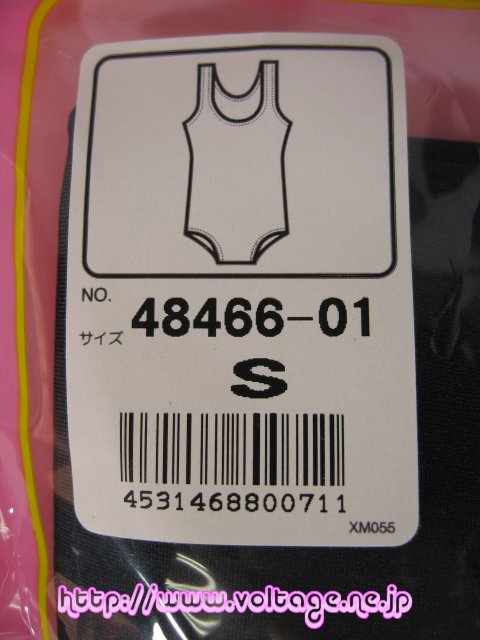 NO. 48466-01
サイズ
S
4531468800711
XM055
http://www.voltage.ne.jp